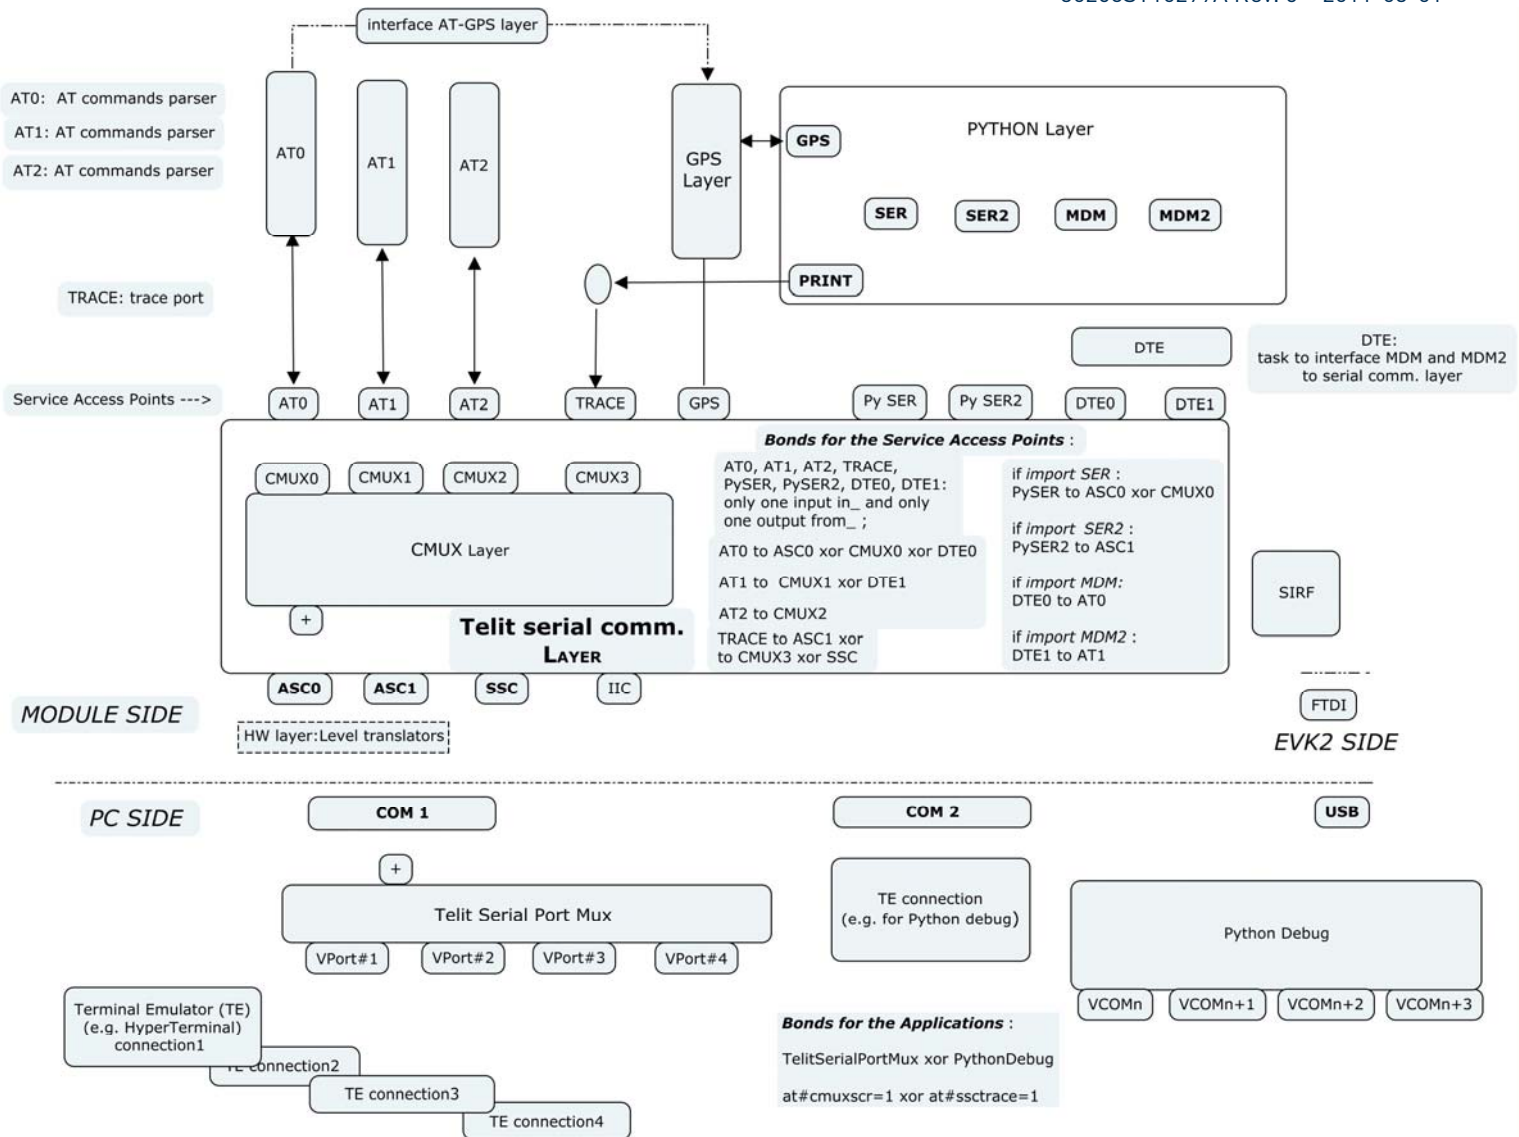 interface AT-GPS layer
AT0: AT commands parser
AT1: AT commands parser
AT2: AT commands parser
AT0
AT1
AT2
GPS
Layer
GPS
PYTHON Layer
SER
SER2
MDM
MDM2
PRINT
TRACE: trace port
DTE
DTE:
task to interface MDM and MDM2
to serial comm. layer
Service Access Points --->
AT0
AT1
AT2
TRACE
GPS
Py SER
Py SER2
DTE0
DTE1
CMUX0
CMUX1
CMUX2
CMUX3
CMUX Layer
+
Telit serial comm.
LAYER
Bonds for the Service Access Points :
AT0, AT1, AT2, TRACE,
PySER, PySER2, DTE0, DTE1:
only one input in_ and only
one output from_ ;
AT0 to ASC0 xor CMUX0 xor DTE0
AT1 to CMUX1 xor DTE1
AT2 to CMUX2
TRACE to ASC1 xor
to CMUX3 xor SSC
if import SER :
PySER to ASC0 xor CMUX0
if import SER2 :
PySER2 to ASC1
if import MDM:
DTE0 to AT0
if import MDM2 :
DTE1 to AT1
SIRF
ASC0
ASC1
SSC
IIC
MODULE SIDE
HW layer:Level translators
FTDI
EVK2 SIDE
PC SIDE
COM 1
COM 2
USB
+
Telit Serial Port Mux
VPort#1
VPort#2
VPort#3
VPort#4
TE connection
(e.g. for Python debug)
Python Debug
VCOMn
VCOMn+1
VCOMn+2
VCOMn+3
Terminal Emulator (TE)
(e.g. HyperTerminal)
connection1
TE connection2
TE connection3
TE connection4
Bonds for the Applications :
TelitSerialPortMux xor PythonDebug
at#cmuxscr=1 xor at#ssctrace=1